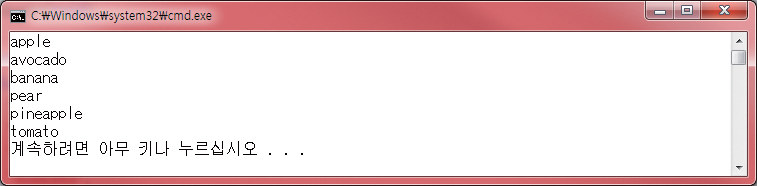 C:₩Windows₩system32₩cmd.exe
apple
avocado
banana
pear
pineapple
tomato
계속하려면 아무 키나 누르십시오 . . .